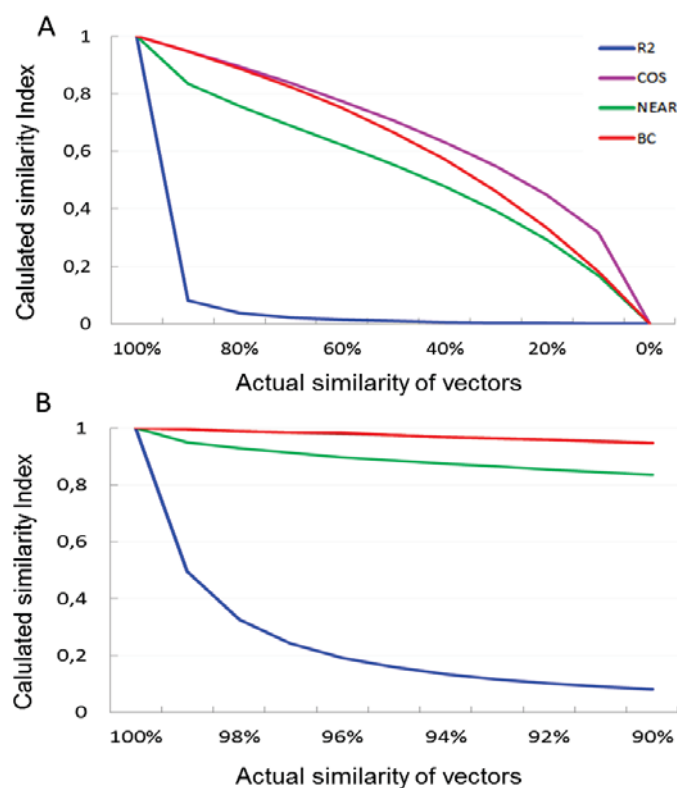 A
1
0,8
0,6
0,4
0,2
0
Calulated similarity Index
R2
COS
NEAR
BC
100% 80% 60% 40% 20% 0%
Actual similarity of vectors
B
1
0,8
0,6
0,4
0,2
0
Calulated similarity Index
100% 98% 96% 94% 92% 90%
Actual similarity of vectors